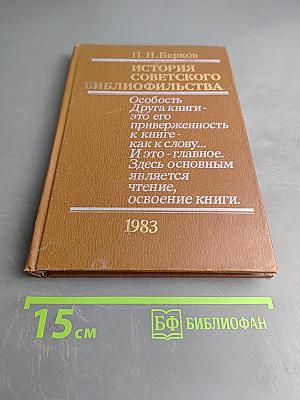 П. И. Берков
ИСТОРИЯ
СОВЕТСКОГО
БИБЛИОФИЛЬСТВА
Особость
Друга книги-
это его
приверженность
к книге-
как к слову...
И это-главное.
Здесь основным
является
чтение,
освоение книги.
1983
15 см
БФ БИБЛИОФАН